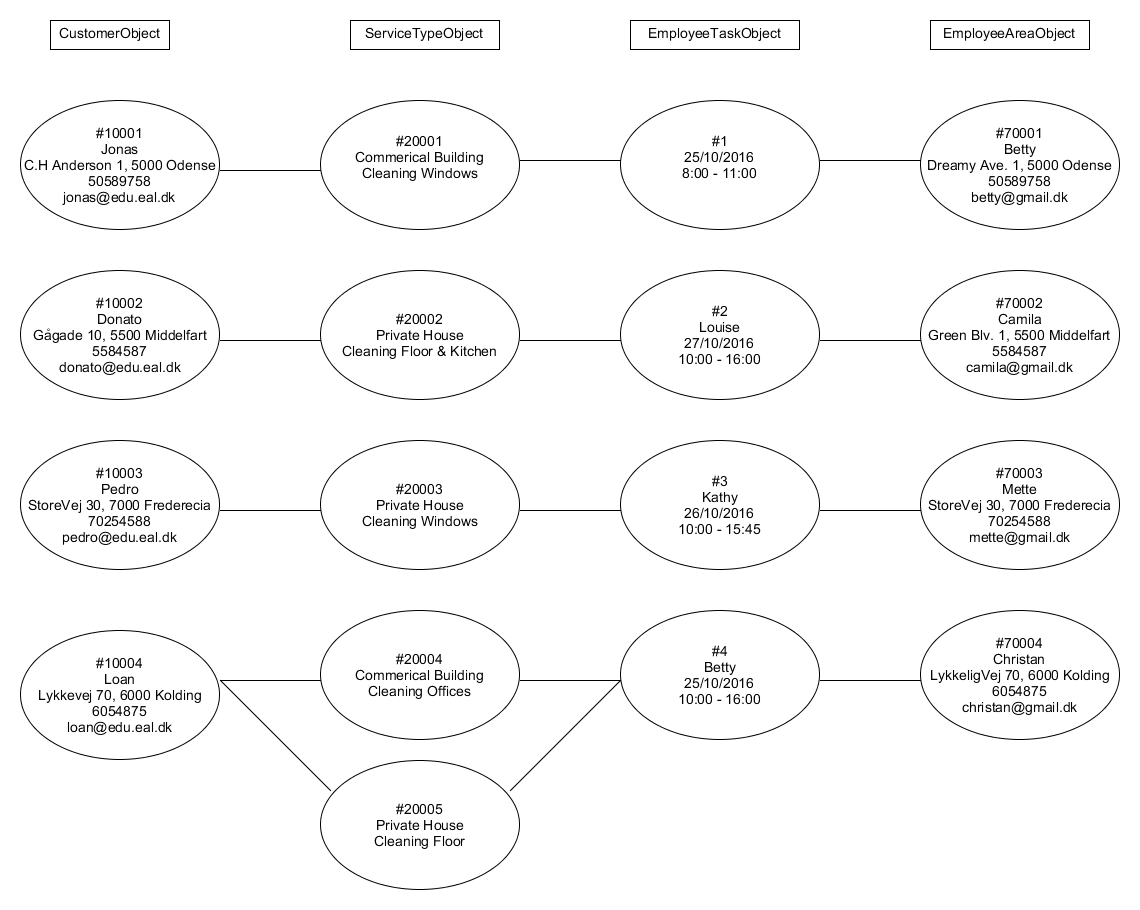 CustomerObject
ServiceTypeObject
EmployeeTaskObject
EmployeeAreaObject
#10001
Jonas
C.H Anderson 1, 5000 Odense
50589758
jonas@edu.eal.dk
#20001
Commerical Building
Cleaning Windows
#1
25/10/2016
8:00 - 11:00
#70001
Betty
Dreamy Ave. 1, 5000 Odense
50589758
betty@gmail.dk
#10002
Donato
Gågade 10, 5500 Middelfart
5584587
donato@edu.eal.dk
#20002
Private House
Cleaning Floor & Kitchen
#2
Louise
27/10/2016
10:00 - 16:00
#70002
Camila
Green Blv. 1, 5500 Middelfart
5584587
camila@gmail.dk
#10003
Pedro
StoreVej 30, 7000 Frederecia
70254588
pedro@edu.eal.dk
#20003
Private House
Cleaning Windows
#3
Kathy
26/10/2016
10:00 - 15:45
#70003
Mette
StoreVej 30, 7000 Frederecia
70254588
mette@gmail.dk
#10004
Loan
Lykkevej 70, 6000 Kolding
6054875
loan@edu.eal.dk
#20004
Commerical Building
Cleaning Offices
#4
Betty
25/10/2016
10:00 - 16:00
#70004
Christan
LykkeligVej 70, 6000 Kolding
6054875
christan@gmail.dk
#20005
Private House
Cleaning Floor